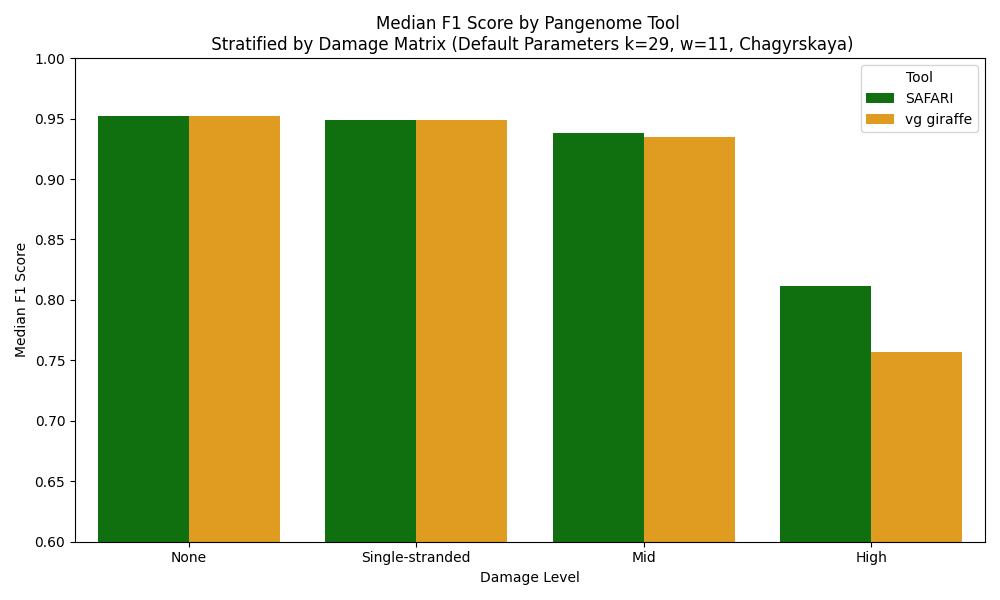 Median F1 Score by Pangenome Tool
Stratified by Damage Matrix (Default Parameters k=29, w=11, Chagyrskaya)
Tool
SAFARI
vg giraffe
Median F1 Score
1.00
0.95
0.90
0.85
0.80
0.75
0.70
0.65
0.60
None
Single-stranded
Mid
High
Damage Level